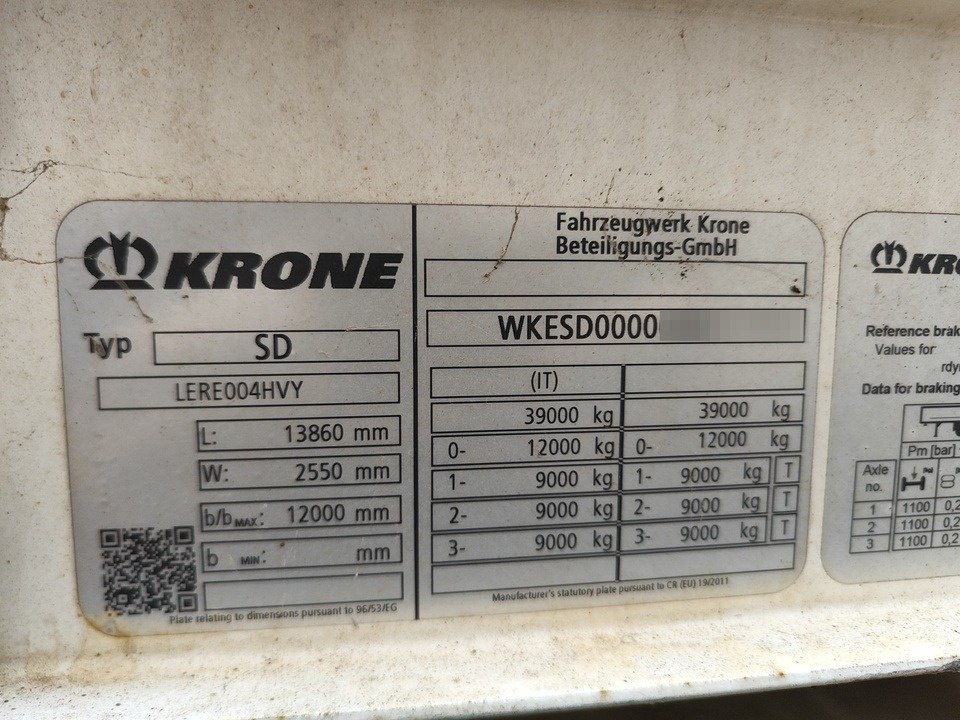 KRONE
Typ SD
LERE004HVY
L: 13860 mm
W: 2550 mm
b/bMAX: 12000 mm
b MIN: mm
Plate relating to dimensions pursuant to 96/53/EG
Fahrzeugwerk Krone
Beteiligungs-GmbH
WKESD0000
(IT)
39000 kg 39000 kg
0- 12000 kg 0- 12000 kg
1- 9000 kg 1- 9000 kg T
2- 9000 kg 2- 9000 kg T
3- 9000 kg 3- 9000 kg T
Manufacturer's statutory plate pursuant to CR (EU) 19/2011
KRO
Reference brak
Values for
rdy
Data for braking
Pm [bar]
Axle
no.
1 1100 0,2
2 1100 0,2
3 1100 0,2